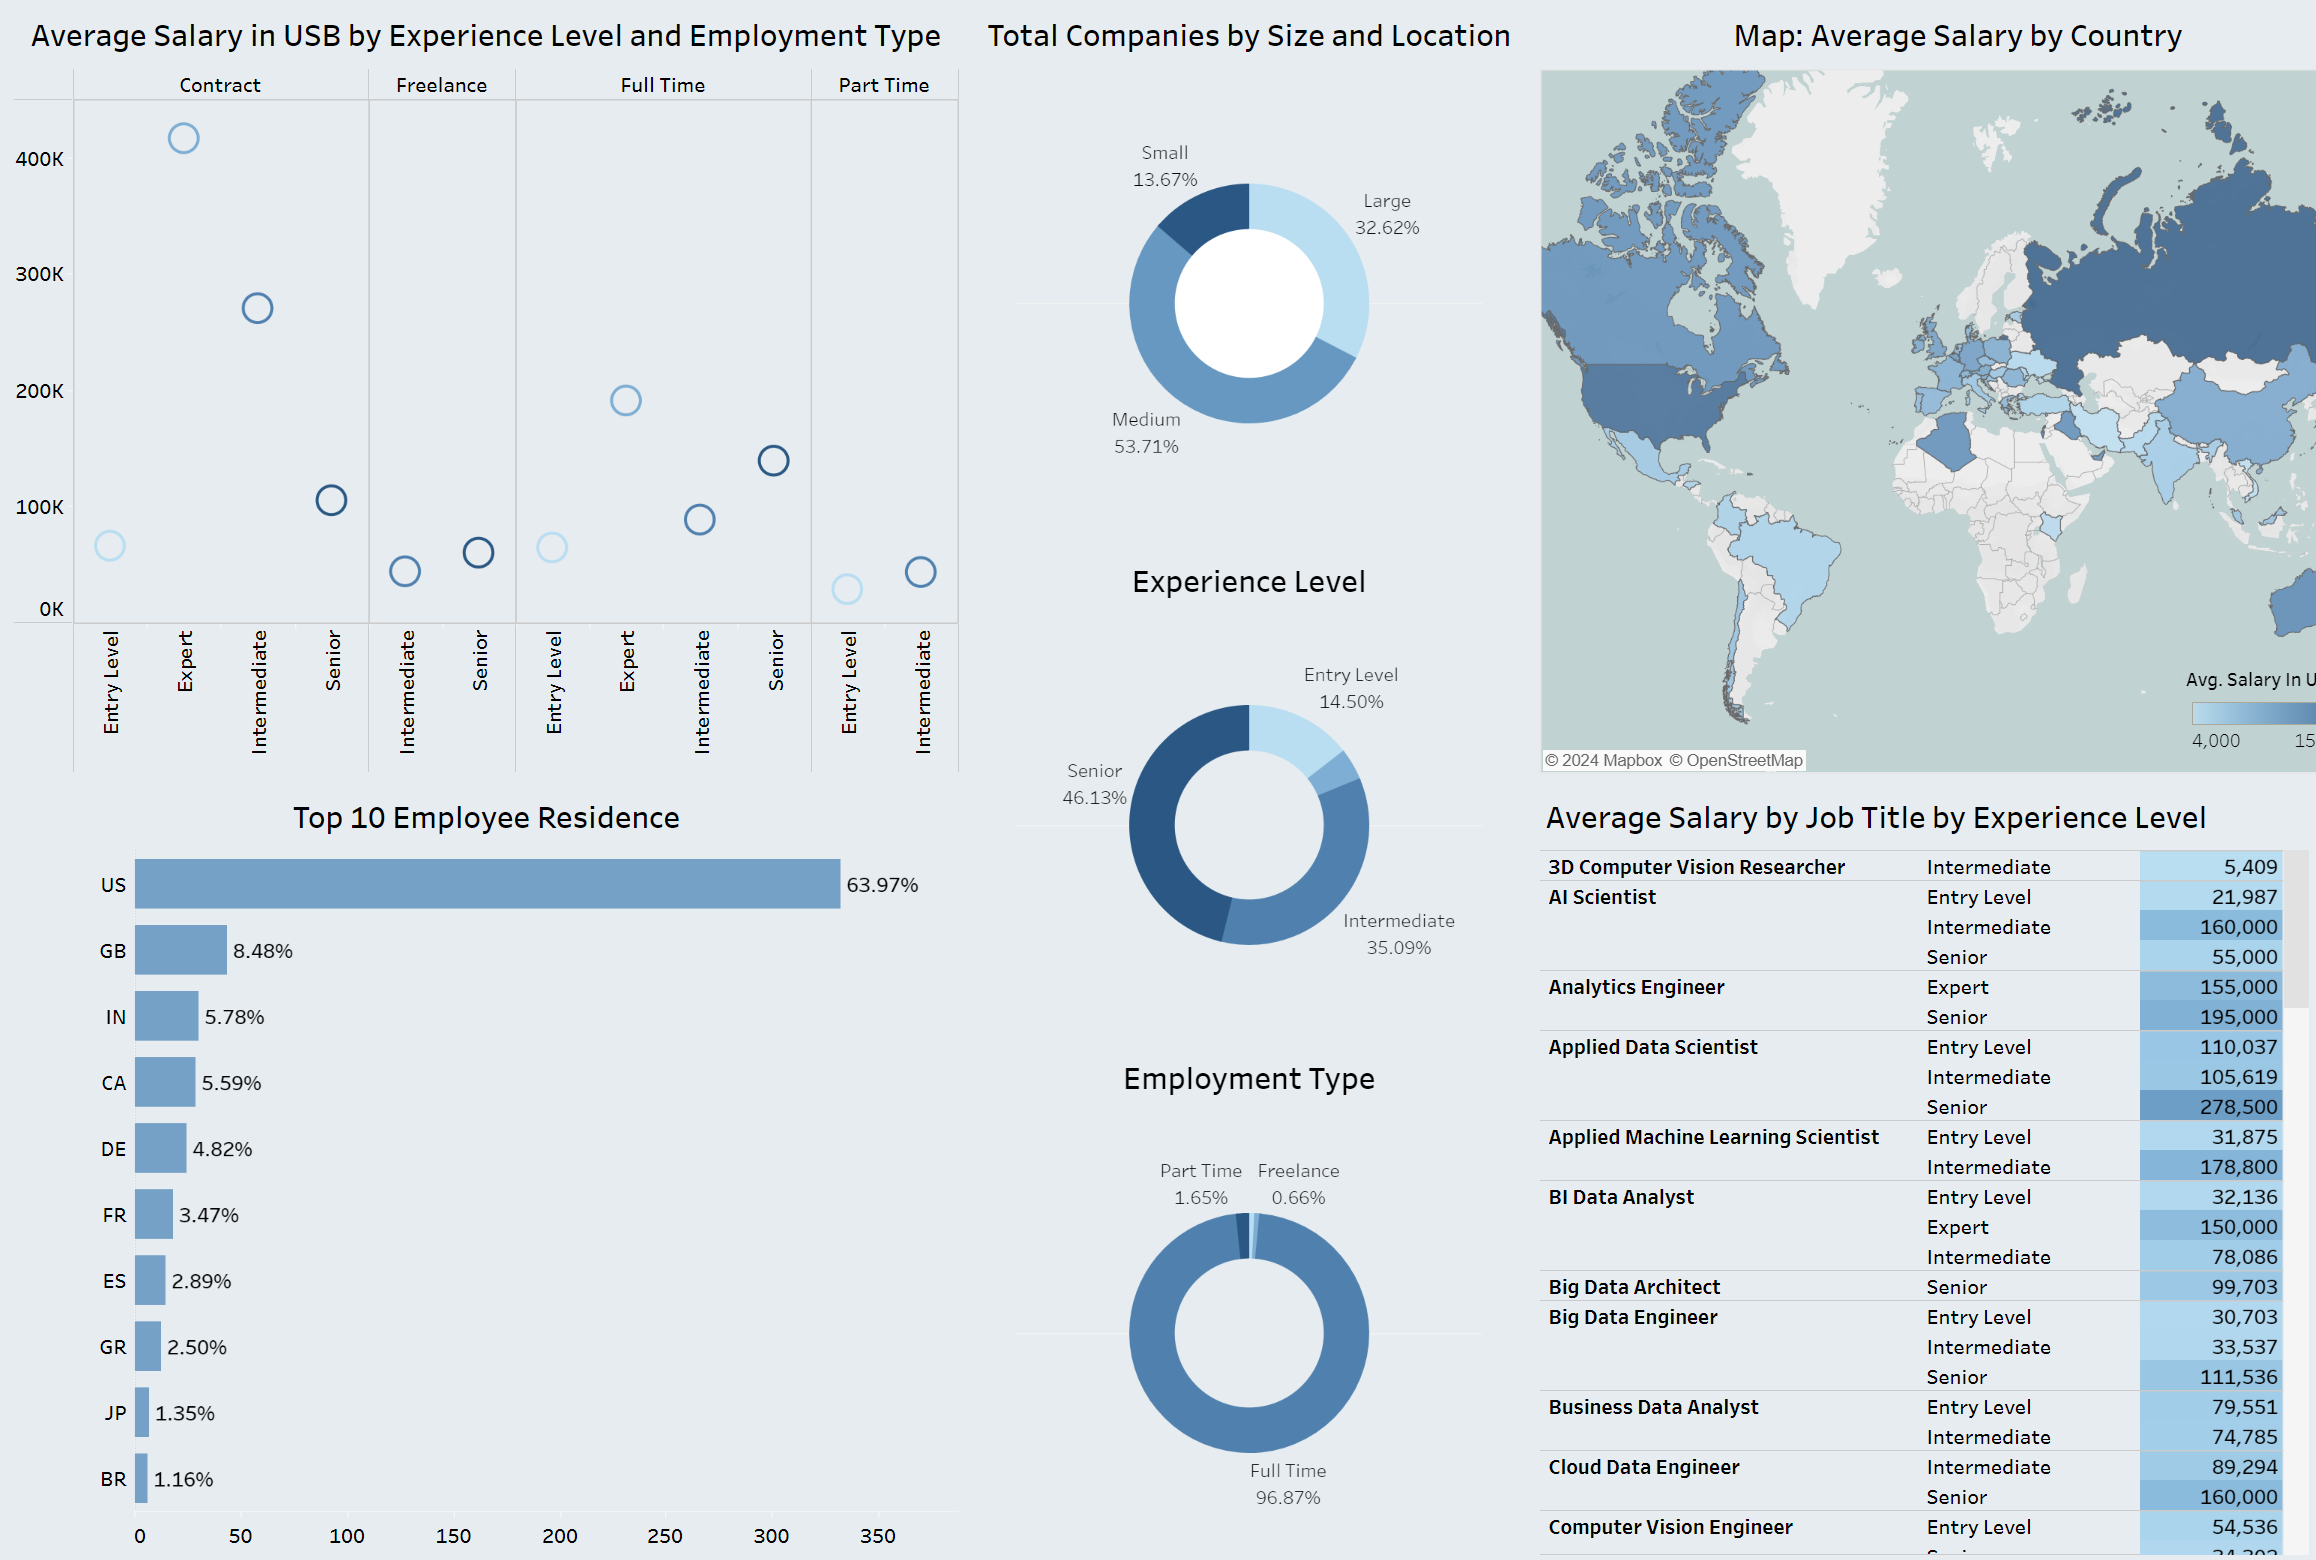 Average Salary in USB by Experience Level and Employment Type
Contract Freelance Full Time Part Time
400K
300K
200K
100K
0K
Entry Level Expert Intermediate Senior Intermediate Senior Entry Level Expert Intermediate Senior Entry Level Intermediate
Total Companies by Size and Location
Small
13.67%
Large
32.62%
Medium
53.71%
Experience Level
Entry Level
14.50%
Senior
46.13%
Intermediate
35.09%
Employment Type
Part Time Freelance
1.65% 0.66%
Full Time
96.87%
Map: Average Salary by Country
Avg. Salary In U
4,000 15
© 2024 Mapbox © OpenStreetMap
Top 10 Employee Residence
US 63.97%
GB 8.48%
IN 5.78%
CA 5.59%
DE 4.82%
FR 3.47%
ES 2.89%
GR 2.50%
JP 1.35%
BR 1.16%
0 50 100 150 200 250 300 350
Average Salary by Job Title by Experience Level
3D Computer Vision Researcher Intermediate 5,409
AI Scientist Entry Level 21,987
Intermediate 160,000
Senior 55,000
Analytics Engineer Expert 155,000
Senior 195,000
Applied Data Scientist Entry Level 110,037
Intermediate 105,619
Senior 278,500
Applied Machine Learning Scientist Entry Level 31,875
Intermediate 178,800
BI Data Analyst Entry Level 32,136
Expert 150,000
Intermediate 78,086
Big Data Architect Senior 99,703
Big Data Engineer Entry Level 30,703
Intermediate 33,537
Senior 111,536
Business Data Analyst Entry Level 79,551
Intermediate 74,785
Cloud Data Engineer Intermediate 89,294
Senior 160,000
Computer Vision Engineer Entry Level 54,536